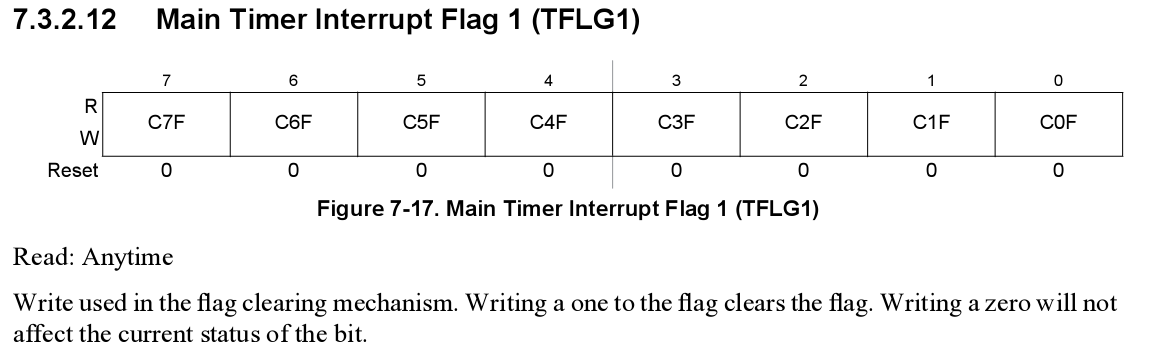 7.3.2.12 Main Timer Interrupt Flag 1 (TFLG1)
7 6 5 4 3 2 1 0
R
C7F C6F C5F C4F C3F C2F C1F C0F
W
Reset 0 0 0 0 0 0 0 0
Figure 7-17. Main Timer Interrupt Flag 1 (TFLG1)
Read: Anytime
Write used in the flag clearing mechanism. Writing a one to the flag clears the flag. Writing a zero will not
affect the current status of the bit.